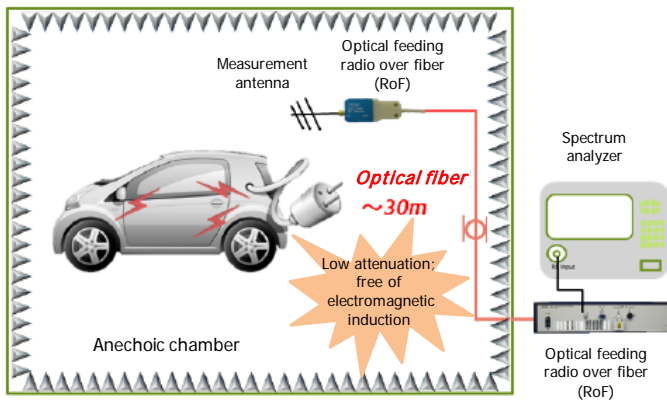 Optical feeding
radio over fiber
(RoF)
Measurement
antenna
Spectrum
analyzer
Optical fiber
～30m
Low attenuation;
free of
electromagnetic
induction
Anechoic chamber
Optical feeding
radio over fiber
(RoF)